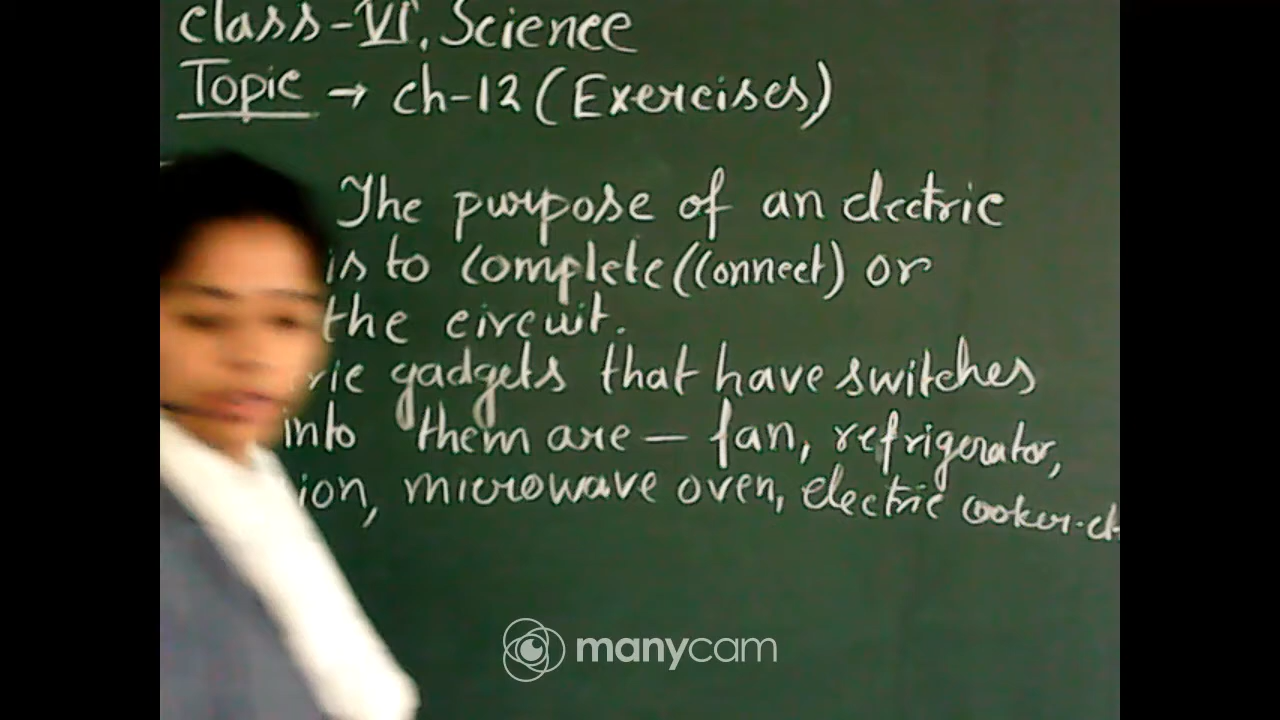 class-VI, Science
Topic → ch-12 (Exercises)
The purpose of an electric
is to complete (connect) or
the circuit.
ric gadgets that have switches
into them are — fan, refrigerator,
ion, microwave oven, electric cooker
manycam